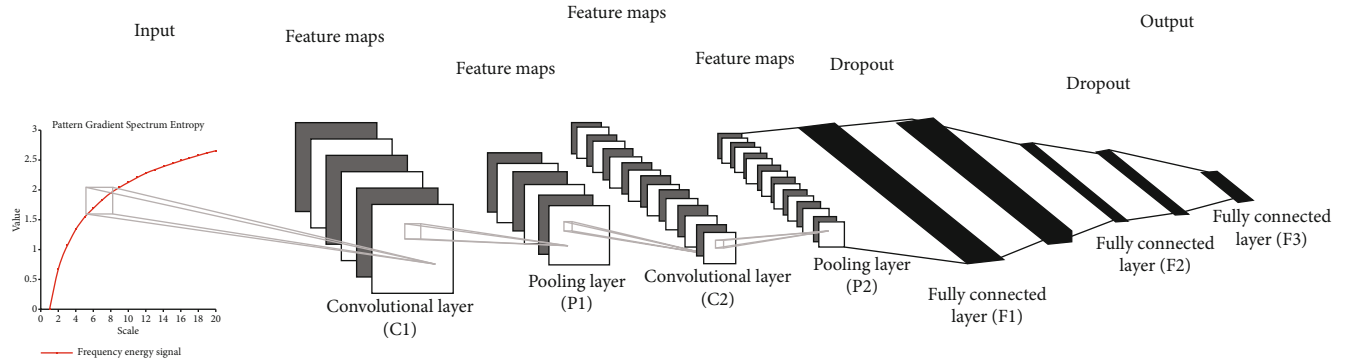 Input
Feature maps
Feature maps
Feature maps
Feature maps
Dropout
Dropout
Output
Pattern Gradient Spectrum Entropy
3
2.5
2
1.5
1
0.5
0
Value
0 2 4 6 8 10 12 14 16 18 20
Scale
Frequency energy signal
Convolutional layer
(C1)
Pooling layer
(P1)
Convolutional layer
(C2)
Pooling layer
(P2)
Fully connected
layer (F1)
Fully connected
layer (F2)
Fully connected
layer (F3)